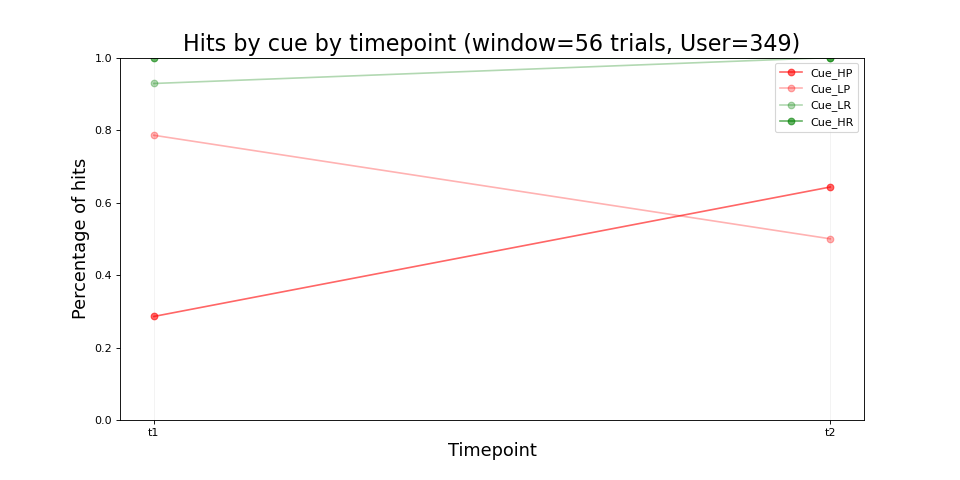 Hits by cue by timepoint (window=56 trials, User=349)
Percentage of hits
1.0
0.8
0.6
0.4
0.2
0.0
Cue_HP
Cue_LP
Cue_LR
Cue_HR
t1
t2
Timepoint